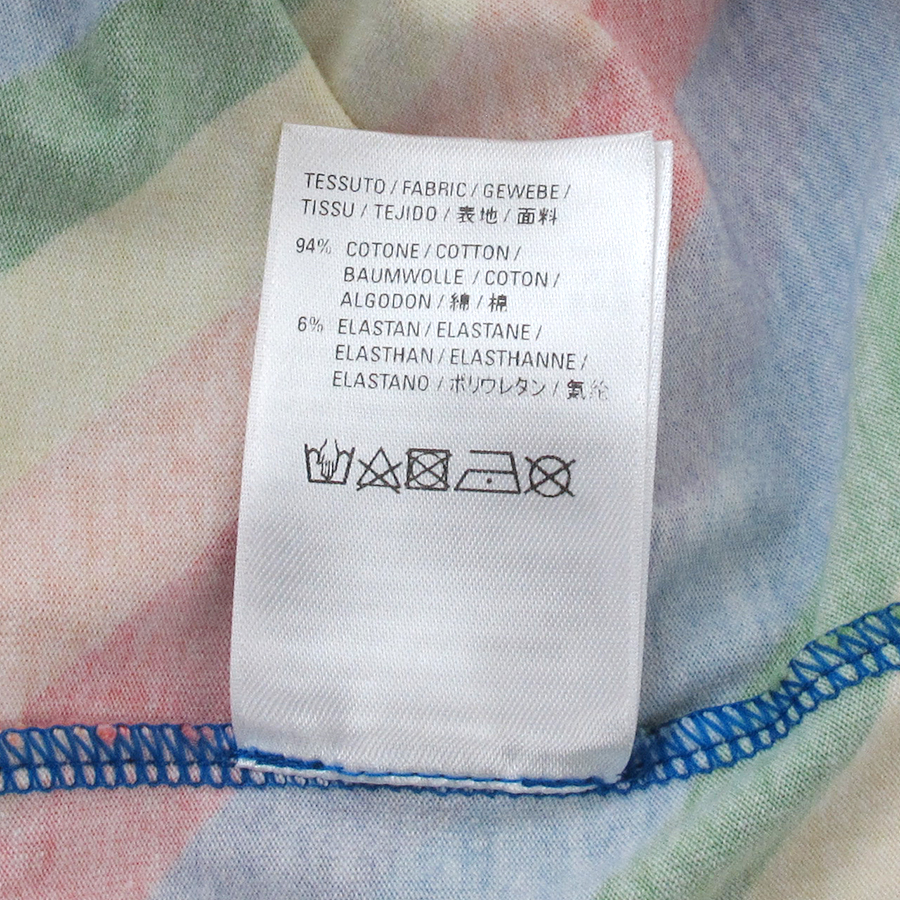 TESSUTO / FABRIC / GEWEBE /
TISSU / TEJIDO / 表地 / 面料
94% COTONE / COTTON /
BAUMWOLLE / COTON /
ALGODON / 綿 / 棉
6% ELASTAN / ELASTANE /
ELASTHAN / ELASTHANNE /
ELASTANO / ポリウレタン / 氨纶